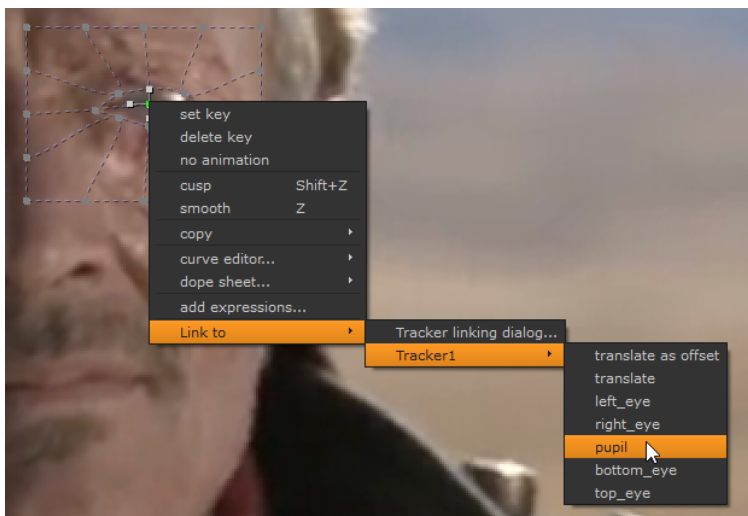 set key
delete key
no animation
cusp Shift+Z
smooth Z
copy
curve editor...
dope sheet...
add expressions...
Link to
Tracker linking dialog...
Tracker1
translate as offset
translate
left_eye
right_eye
pupil
bottom_eye
top_eye